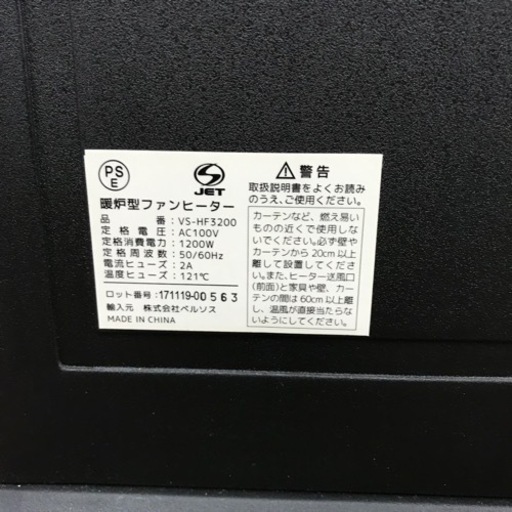 PS
E
JET
暖炉型ファンヒーター
品番:VS-HF3200
定格電圧:AC100V
定格消費電力:1200W
定格周波数:50/60Hz
電流ヒューズ:2A
温度ヒューズ:121℃
ロット番号:171119-00563
輸入元 株式会社ベルソス
MADE IN CHINA
警告
取扱説明書をよくお読み
のうえ、ご使用ください。
カーテンなど、燃え易い
ものの近くで使用しない
でください。必ず壁や
カーテンから20cm以上
離して設置してくださ
い。また、ヒーター送風口
(前面)と家具や壁、カー
テンの間は60cm以上離
し、温風が直接当たらな
いようにしてください。